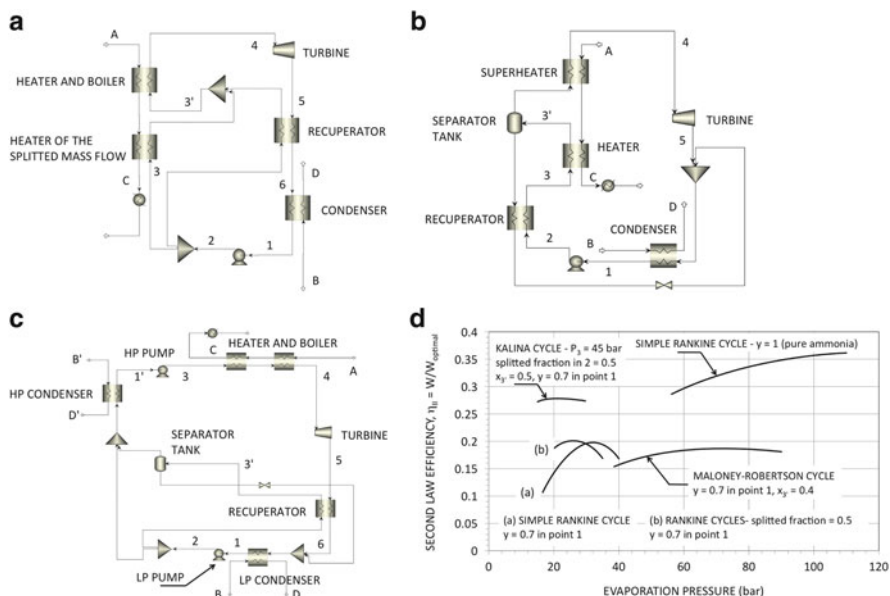 a
A
4
TURBINE
HEATER AND BOILER
3'
5
RECUPERATOR
HEATER OF THE
SPLITTED MASS FLOW
3
C
D
6
CONDENSER
2
1
B
b
A
4
SUPERHEATER
SEPARATOR
TANK
3'
TURBINE
5
HEATER
3
C
D
RECUPERATOR
CONDENSER
2
B
1
c
C
HEATER AND BOILER
A
B'
HP PUMP
1'
3
4
HP CONDENSER
D'
TURBINE
SEPARATOR
TANK
3'
5
RECUPERATOR
2
1
6
LP PUMP
LP CONDENSER
B
D
d
SECOND LAW EFFICIENCY, ηII = W/Woptimal
0.4
0.35
0.3
0.25
0.2
0.15
0.1
0.05
0
KALINA CYCLE - P3 = 45 bar
splitted fraction in 2 = 0.5
x3' = 0.5, y = 0.7 in point 1
SIMPLE RANKINE CYCLE - y = 1 (pure ammonia)
(b)
(a)
MALONEY-ROBERTSON CYCLE
y = 0.7 in point 1, x3' = 0.4
(a) SIMPLE RANKINE CYCLE
y = 0.7 in point 1
(b) RANKINE CYCLES- splitted fraction = 0.5
y = 0.7 in point 1
0 20 40 60 80 100 120
EVAPORATION PRESSURE (bar)